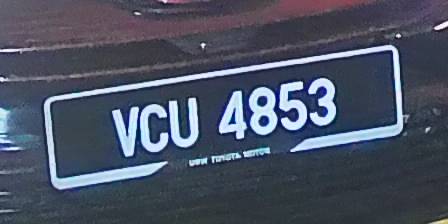 VCU 4853
UMW TOYOTA MOTOR